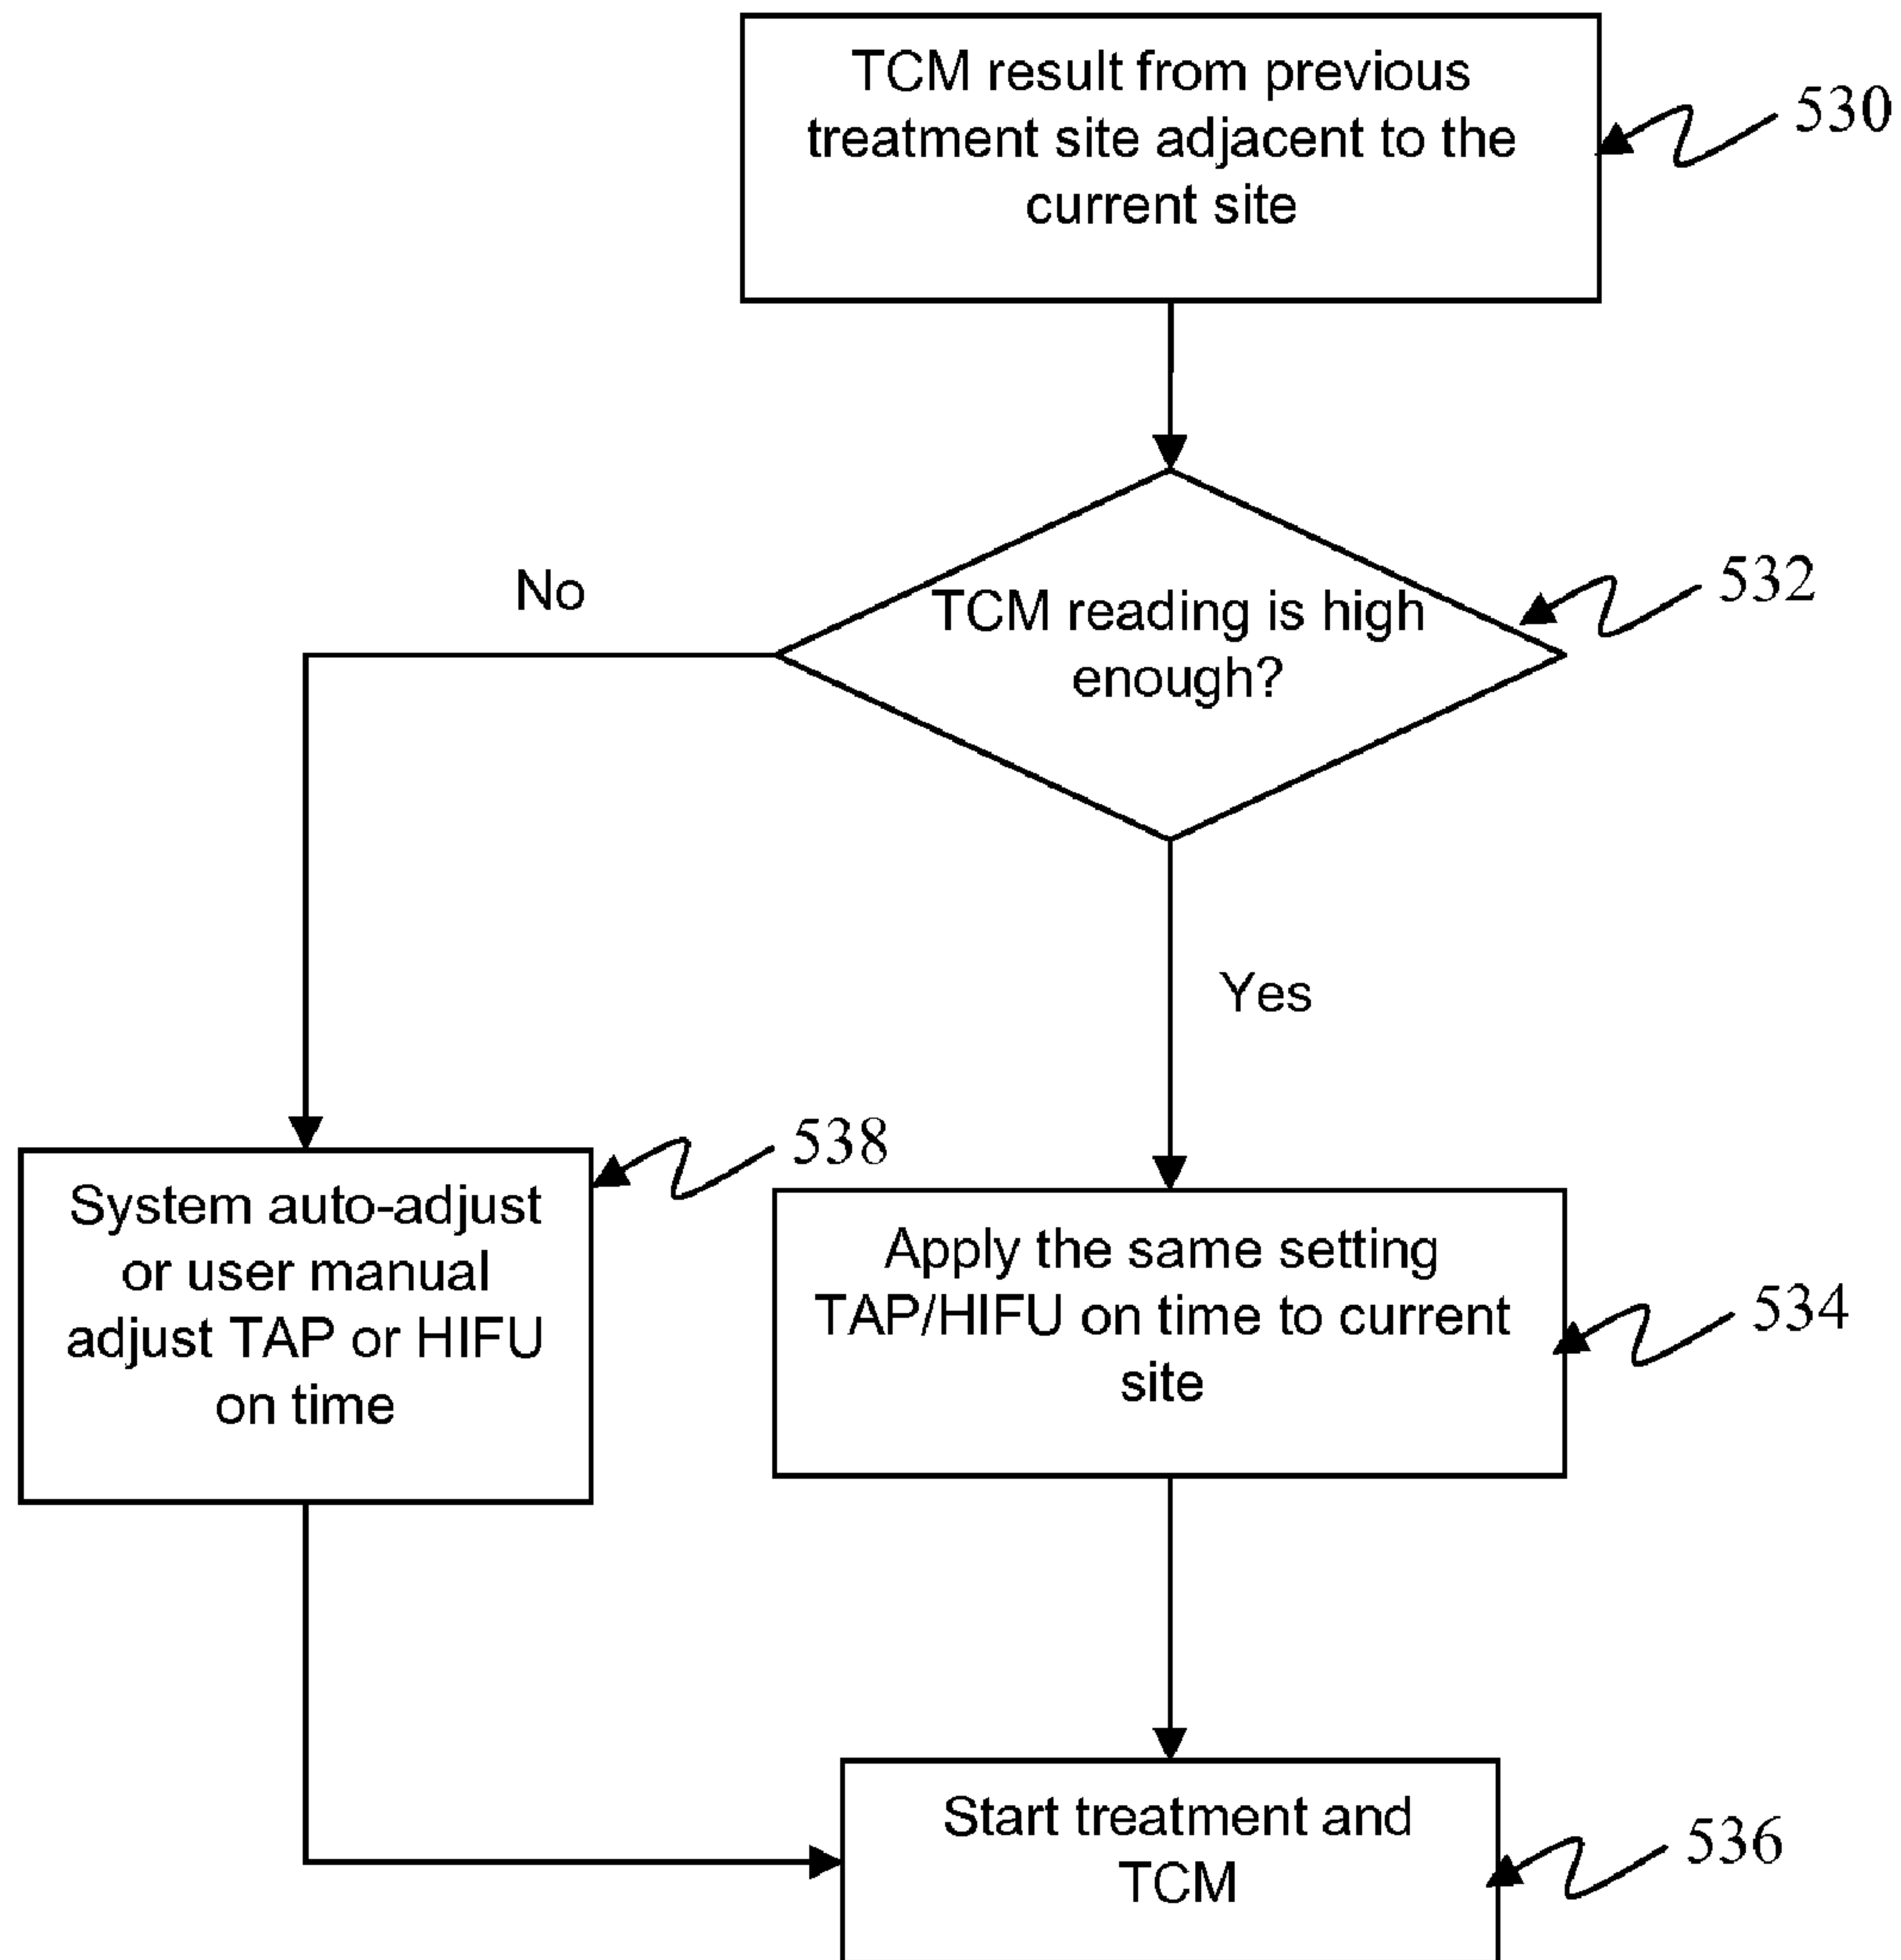 TCM result from previous
treatment site adjacent to the
current site
530
TCM reading is high
enough?
532
No
Yes
System auto-adjust
or user manual
adjust TAP or HIFU
on time
538
Apply the same setting
TAP/HIFU on time to current
site
534
Start treatment and
TCM
536